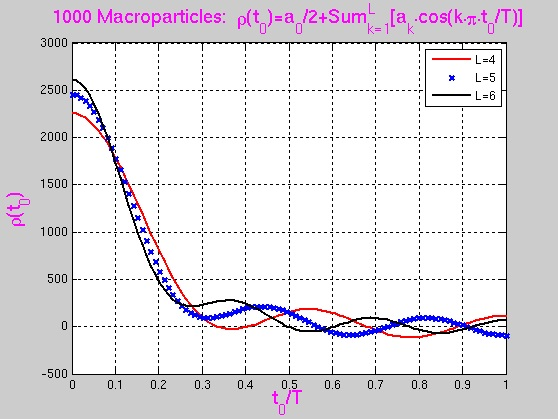 1000 Macroparticles: ρ(t₀)=a₀/2+Sumᴸₖ₌₁[aₖ·cos(k·π·t₀/T)]
L=4
L=5
L=6
3000
2500
2000
1500
1000
500
0
-500
ρ(t₀)
0 0.1 0.2 0.3 0.4 0.5 0.6 0.7 0.8 0.9 1
t₀/T